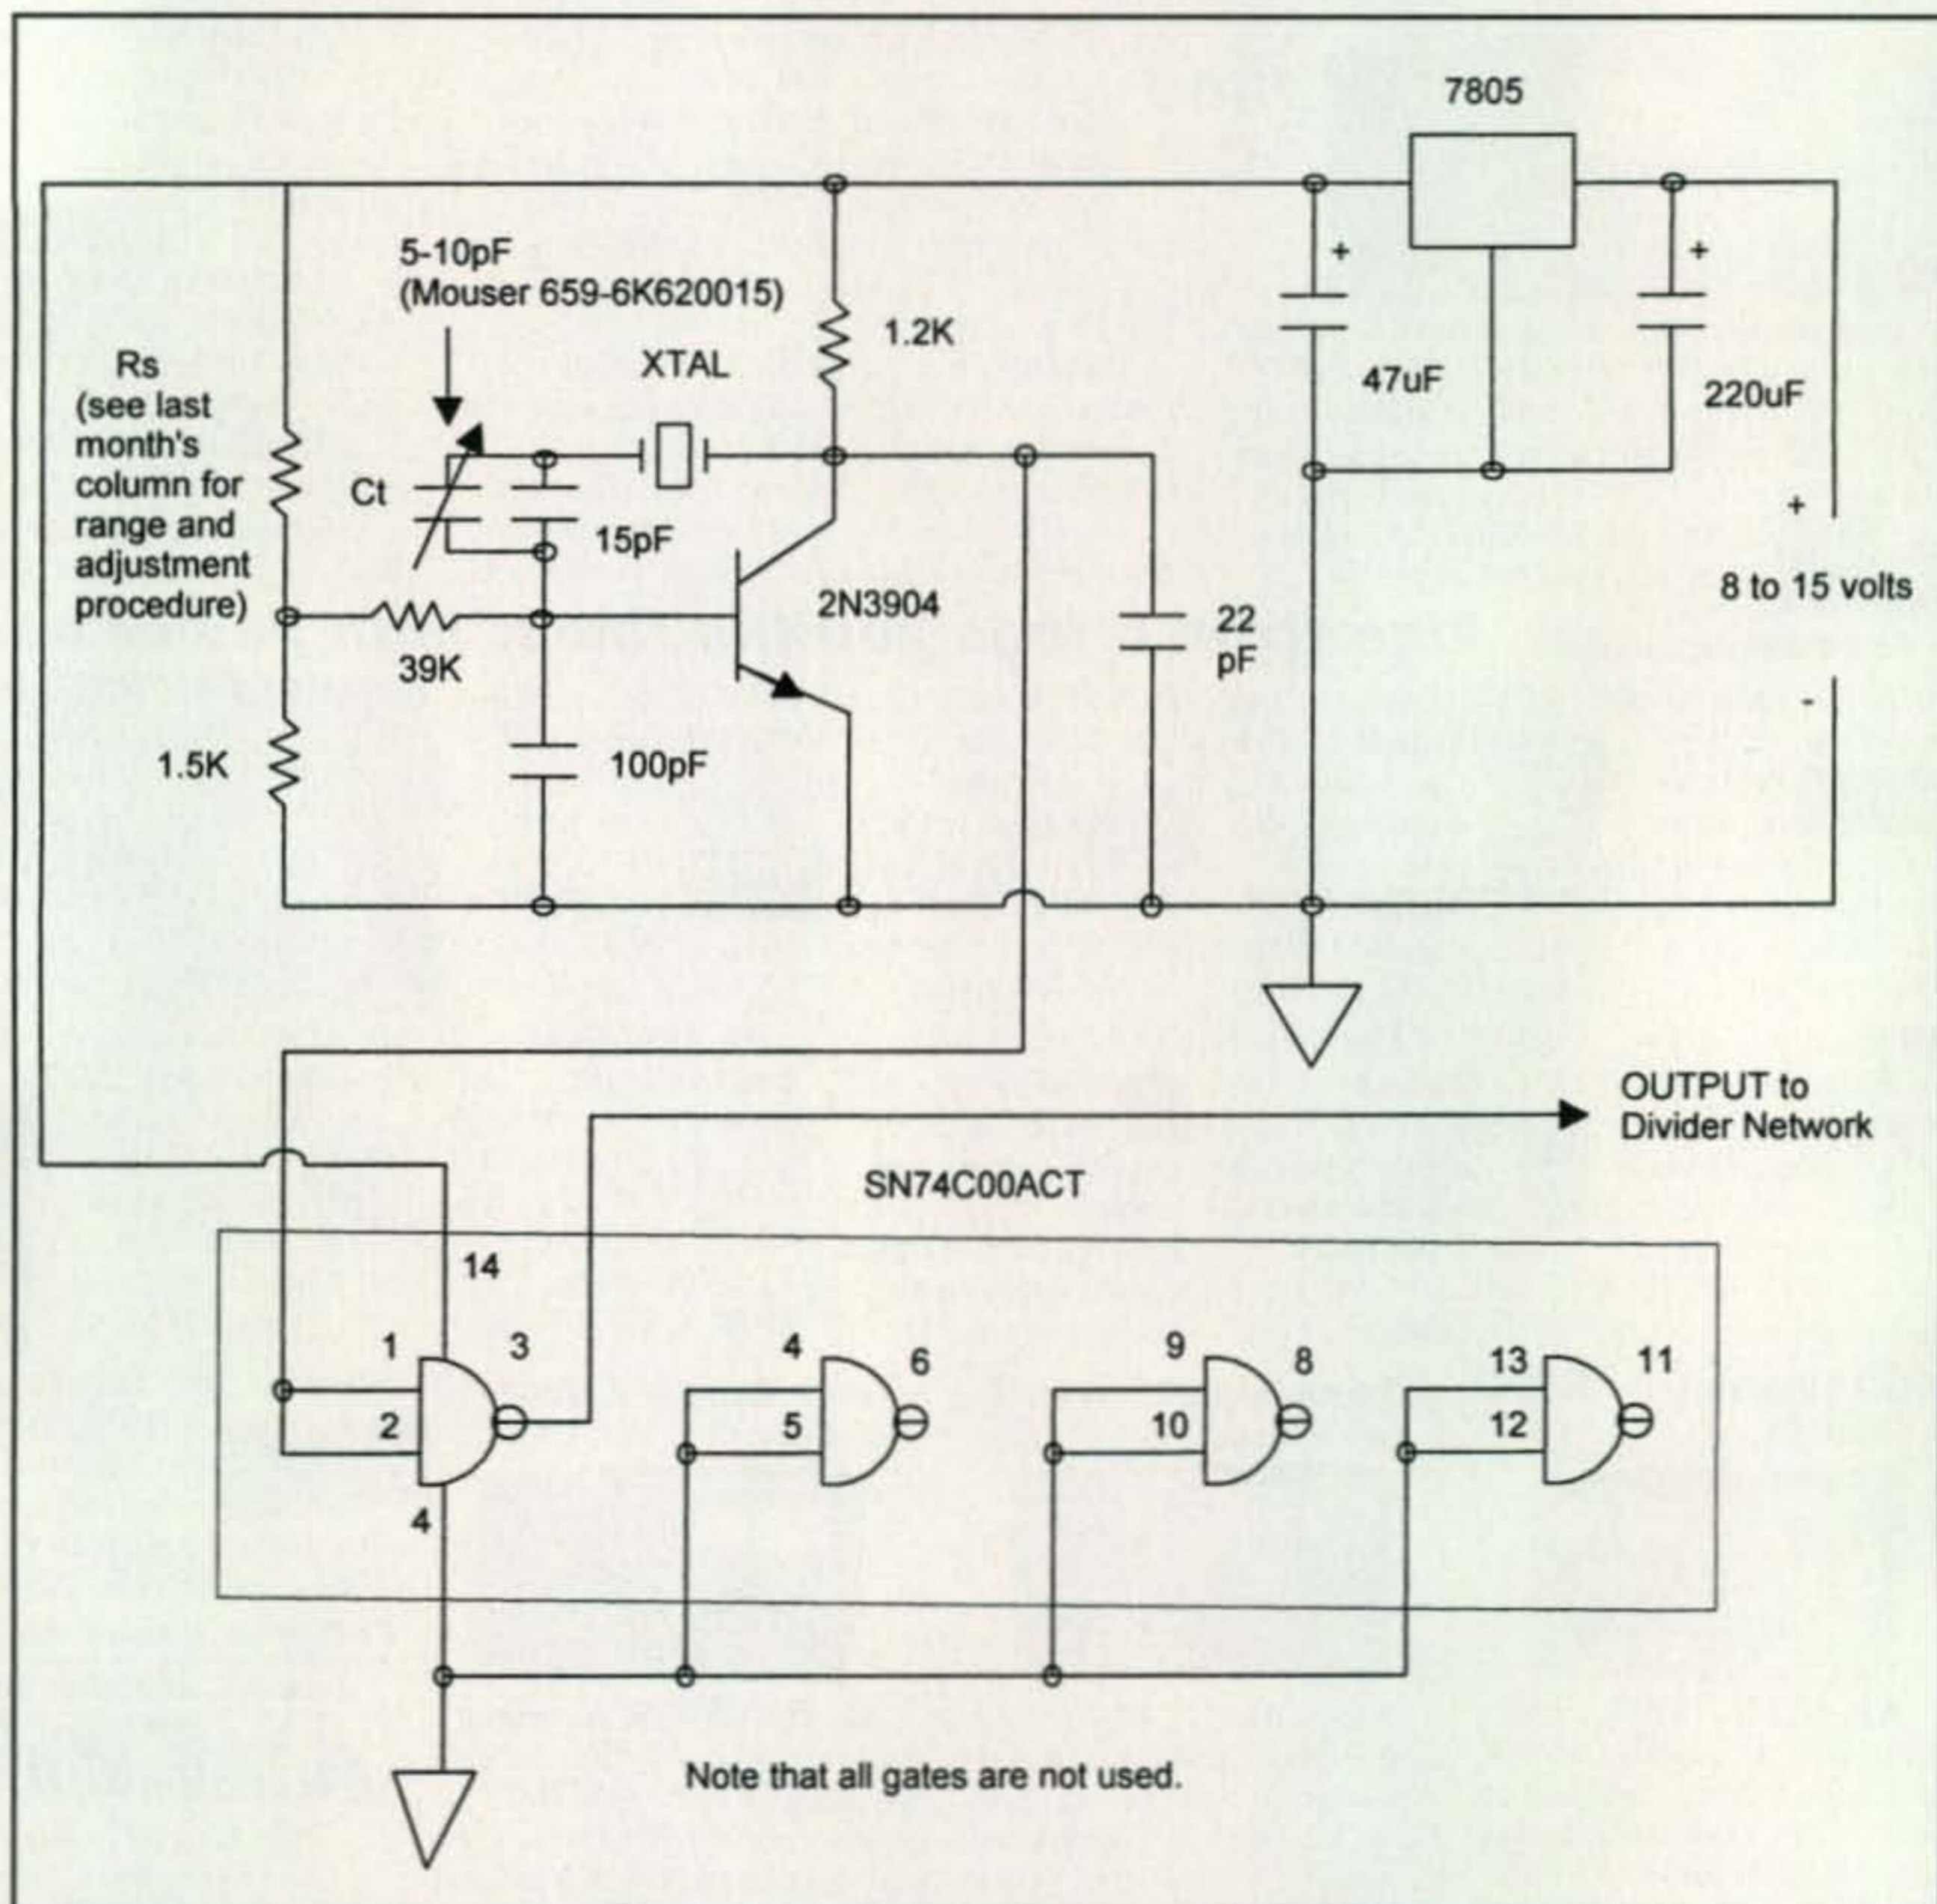 7805
5-10pF
(Mouser 659-6K620015)
+
+
1.2K
Rs
(see last
month's
column for
range and
adjustment
procedure)
XTAL
47uF
220uF
Ct
15pF
+
8 to 15 volts
-
2N3904
22
pF
39K
1.5K
100pF
OUTPUT to
Divider Network
SN74C00ACT
14
1
3
4
6
9
8
13
11
2
5
10
12
4
Note that all gates are not used.